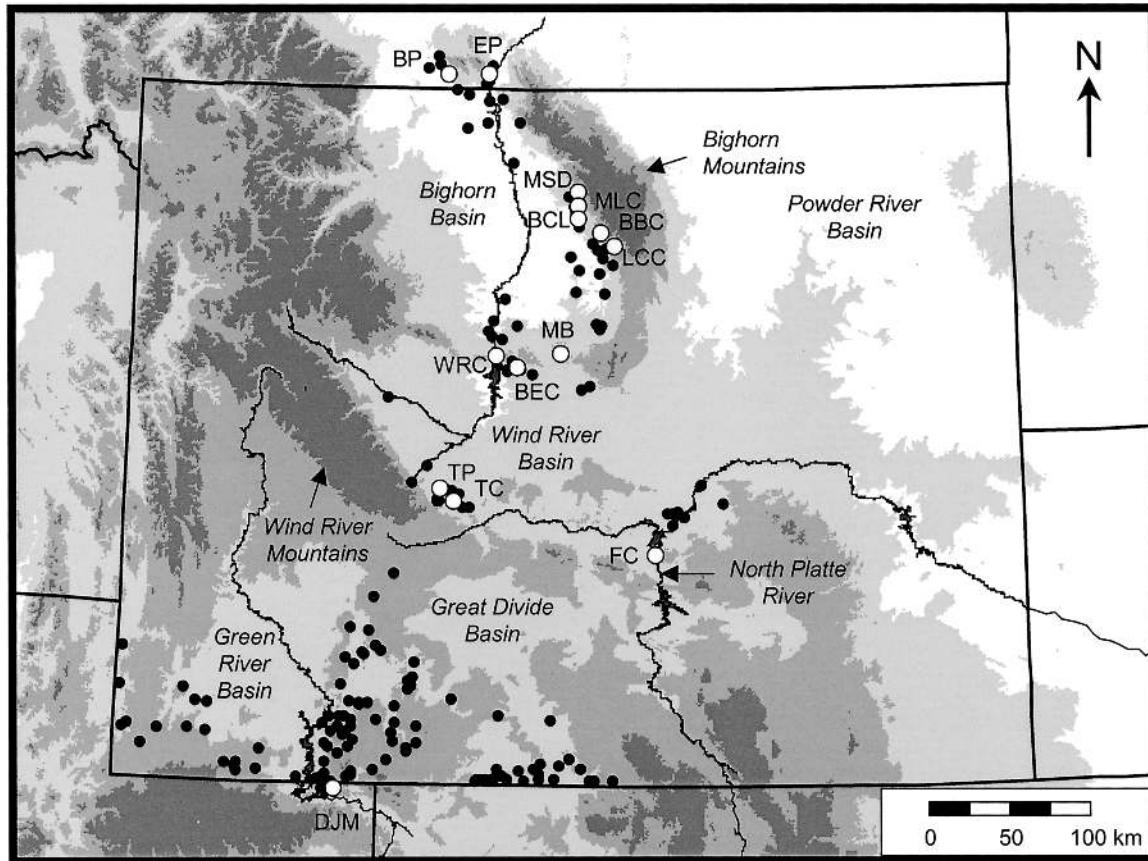 BP
EP
N
Bighorn
Mountains
MSD
Bighorn
Basin
MLC
BCL
BBC
Powder River
Basin
LCC
MB
WRC
BEC
Wind River
Basin
TP
TC
Wind River
Mountains
FC
North Platte
River
Great Divide
Basin
Green
River
Basin
DJM
0 50 100 km